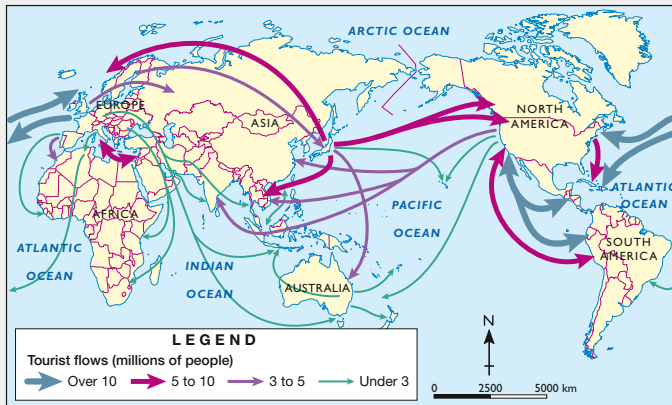 ARCTIC OCEAN
EUROPE
ASIA
NORTH
AMERICA
AFRICA
PACIFIC
OCEAN
ATLANTIC
OCEAN
ATLANTIC
OCEAN
INDIAN
OCEAN
AUSTRALIA
SOUTH
AMERICA
LEGEND
Tourist flows (millions of people)
Over 10 5 to 10 3 to 5 Under 3
N
0 2500 5000 km